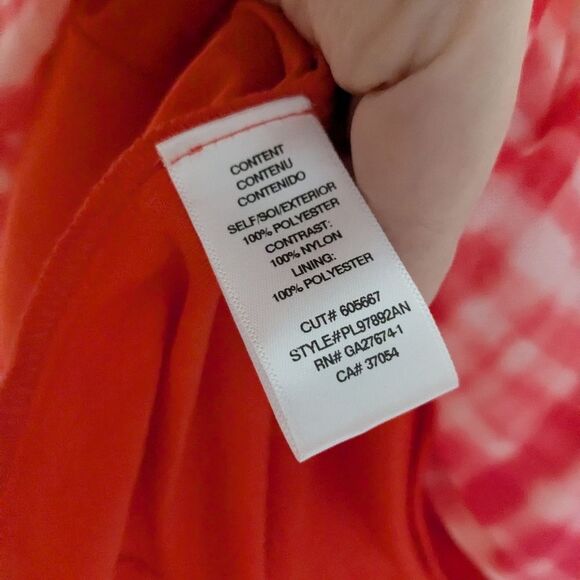 CONTENT
CONTENU
CONTENIDO
SELF/SOI/EXTERIOR
100% POLYESTER
CONTRAST:
100% NYLON
LINING:
100% POLYESTER
CUT# 605667
STYLE#PL97892AN
RN# GA27674-1
CA# 37054